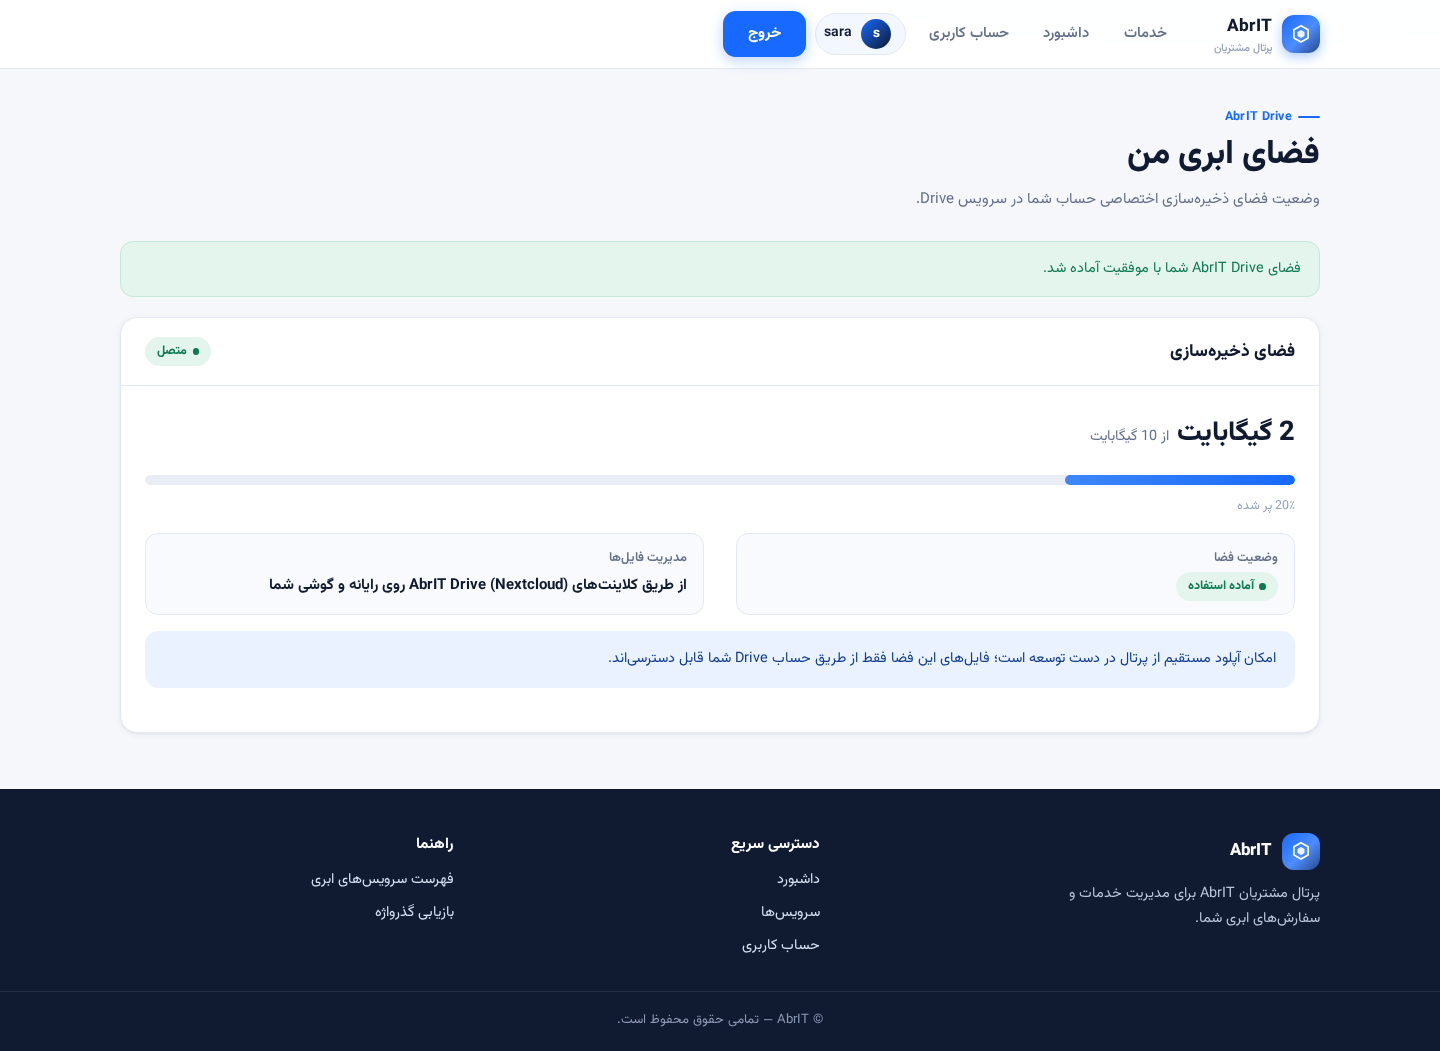 AbrIT
پرتال مشتریان
خدمات
داشبورد
حساب کاربری
s
sara
خروج
AbrIT Drive
فضای ابری من
وضعیت فضای ذخیره‌سازی اختصاصی حساب شما در سرویس Drive.
فضای AbrIT Drive شما با موفقیت آماده شد.
فضای ذخیره‌سازی
متصل
2 گیگابایت از 10 گیگابایت
20٪ پر شده
وضعیت فضا
آماده استفاده
مدیریت فایل‌ها
از طریق کلاینت‌های AbrIT Drive (Nextcloud) روی رایانه و گوشی شما
امکان آپلود مستقیم از پرتال در دست توسعه است؛ فایل‌های این فضا فقط از طریق حساب Drive شما قابل دسترسی‌اند.
AbrIT
پرتال مشتریان AbrIT برای مدیریت خدمات و
سفارش‌های ابری شما.
دسترسی سریع
داشبورد
سرویس‌ها
حساب کاربری
راهنما
فهرست سرویس‌های ابری
بازیابی گذرواژه
© AbrIT — تمامی حقوق محفوظ است.